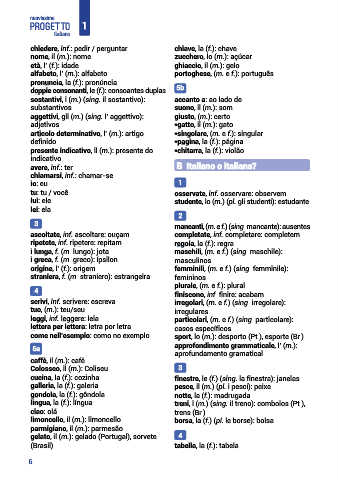 nuovissimo
PROGETTO
italiano
1
chiedere, inf.: pedir / perguntar
nome, il (m.): nome
età, l' (f.): idade
alfabeto, l' (m.): alfabeto
pronuncia, la (f.): pronúncia
doppie consonanti, le (f.): consoantes duplas
sostantivi, i (m.) (sing. il sostantivo):
substantivos
aggettivi, gli (m.) (sing. l' aggettivo):
adjetivos
articolo determinativo, l' (m.): artigo
definido
presente indicativo, il (m.): presente do
indicativo
avere, inf.: ter
chiamarsi, inf.: chamar-se
io: eu
tu: tu / você
lui: ele
lei: ela
3
ascoltate, inf. ascoltare: ouçam
ripetete, inf. ripetere: repitam
i lunga, f. (m lungo): jota
i greca, f. (m greco): ípsilon
origine, l' (f.): origem
straniera, f. (m straniero): estrangeira
4
scrivi, inf. scrivere: escreva
tuo, (m.): teu/seu
leggi, inf. leggere: leia
lettera per lettera: letra por letra
come nell'esempio: como no exemplo
5a
caffè, il (m.): café
Colosseo, il (m.): Coliseu
cucina, la (f.): cozinha
galleria, la (f.): galeria
gondola, la (f.): gôndola
lingua, la (f.): língua
ciao: olá
limoncello, il (m.): limoncello
parmigiano, il (m.): parmesão
gelato, il (m.): gelado (Portugal), sorvete
(Brasil)
6
chiave, la (f.): chave
zucchero, lo (m.): açúcar
ghiaccio, il (m.): gelo
portoghese, (m. e f.): português
5b
accanto a: ao lado de
suono, il (m.): som
giusto, (m.): certo
•gatto, il (m.): gato
•singolare, (m. e f.): singular
•pagina, la (f.): página
•chitarra, la (f.): violão
B Italiano o italiana?
1
osservate, inf. osservare: observem
studente, lo (m.) (pl. gli studenti): estudante
2
mancanti, (m. e f.) (sing mancante): ausentes
completate, inf. completare: completem
regola, la (f.): regra
maschili, (m. e f.) (sing maschile):
masculinos
femminili, (m. e f.) (sing femminile):
femininos
plurale, (m. e f.): plural
finiscono, inf finire: acabam
irregolari, (m. e f.) (sing irregolare):
irregulares
particolari, (m. e f.) (sing particolare):
casos específicos
sport, lo (m.): desporto (Pt ), esporte (Br )
approfondimento grammaticale, l' (m.):
aprofundamento gramatical
3
finestre, le (f.) (sing. la finestra): janelas
pesce, il (m.) (pl. i pesci): peixe
notte, la (f.): madrugada
treni, i (m.) (sing. il treno): comboios (Pt ),
trens (Br )
borsa, la (f.) (pl. le borse): bolsa
4
tabella, la (f.): tabela